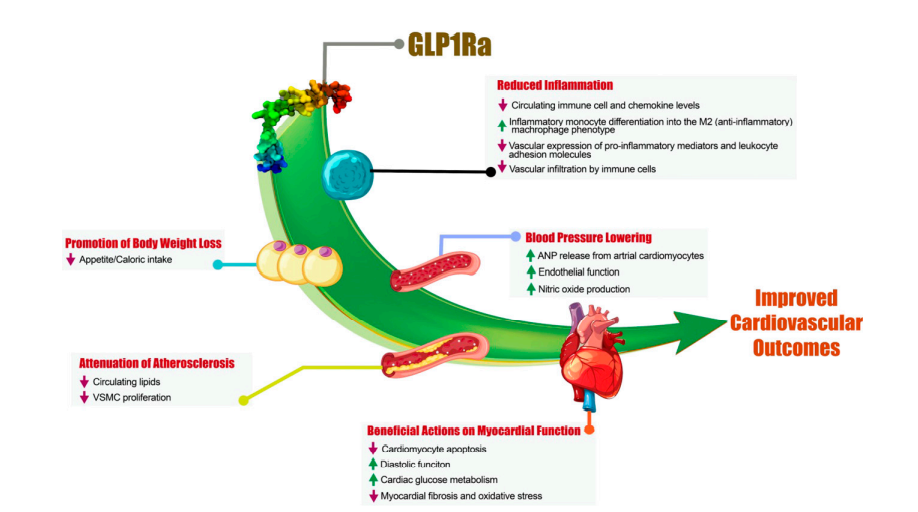 GLP1Ra
Reduced Inflammation
Circulating immune cell and chemokine levels
Inflammatory monocyte differentiation into the M2 (anti-inflammatory)
machrophage phenotype
Vascular expression of pro-inflammatory mediators and leukocyte
adhesion molecules
Vascular infiltration by immune cells
Promotion of Body Weight Loss
Appetite/Caloric intake
Blood Pressure Lowering
ANP release from artrial cardiomyocytes
Endothelial function
Nitric oxide production
Improved
Cardiovascular
Outcomes
Attenuation of Atherosclerosis
Circulating lipids
VSMC proliferation
Beneficial Actions on Myocardial Function
Cardiomyocyte apoptosis
Diastolic funciton
Cardiac glucose metabolism
Myocardial fibrosis and oxidative stress